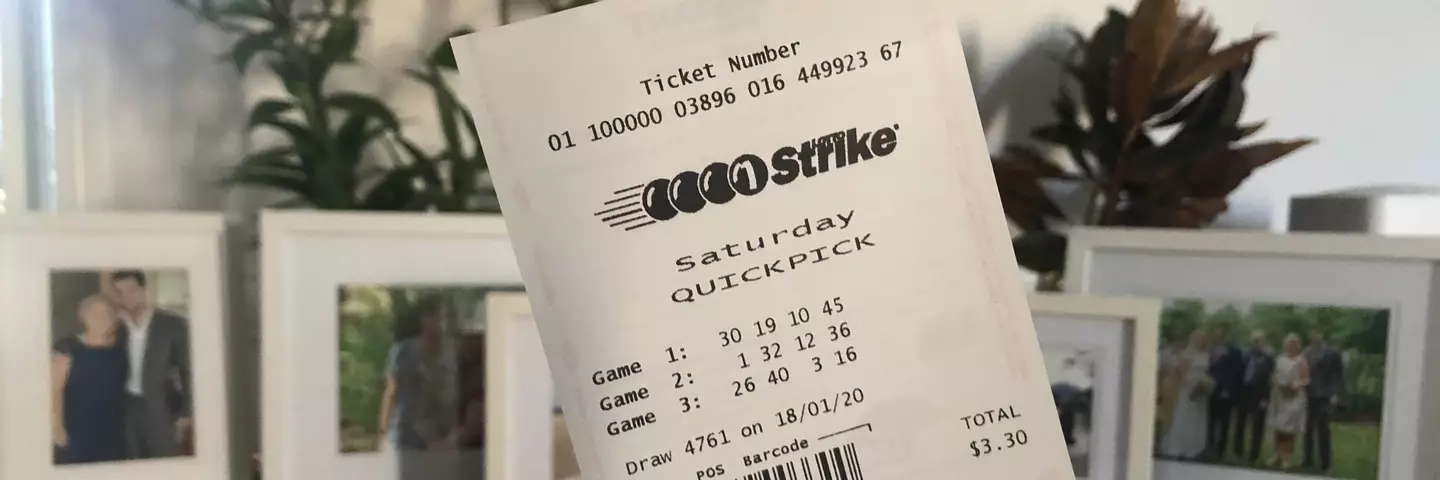 Ticket Number
01 100000 03896 016 449923 67
1 Strike
Saturday
QUICKPICK
Game 1: 30 19 10 45
Game 2: 1 32 12 36
Game 3: 26 40 3 16
Draw 4761 on 18/01/20
POS Barcode
TOTAL
$3.30